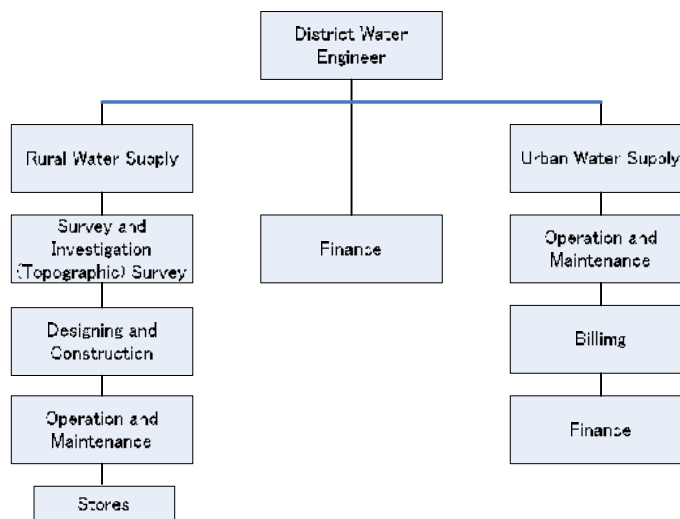 District Water
Engineer
Rural Water Supply
Urban Water Supply
Survey and
Investigation
(Topographic) Survey
Finance
Operation and
Maintenance
Designing and
Construction
Billimg
Operation and
Maintenance
Finance
Stores